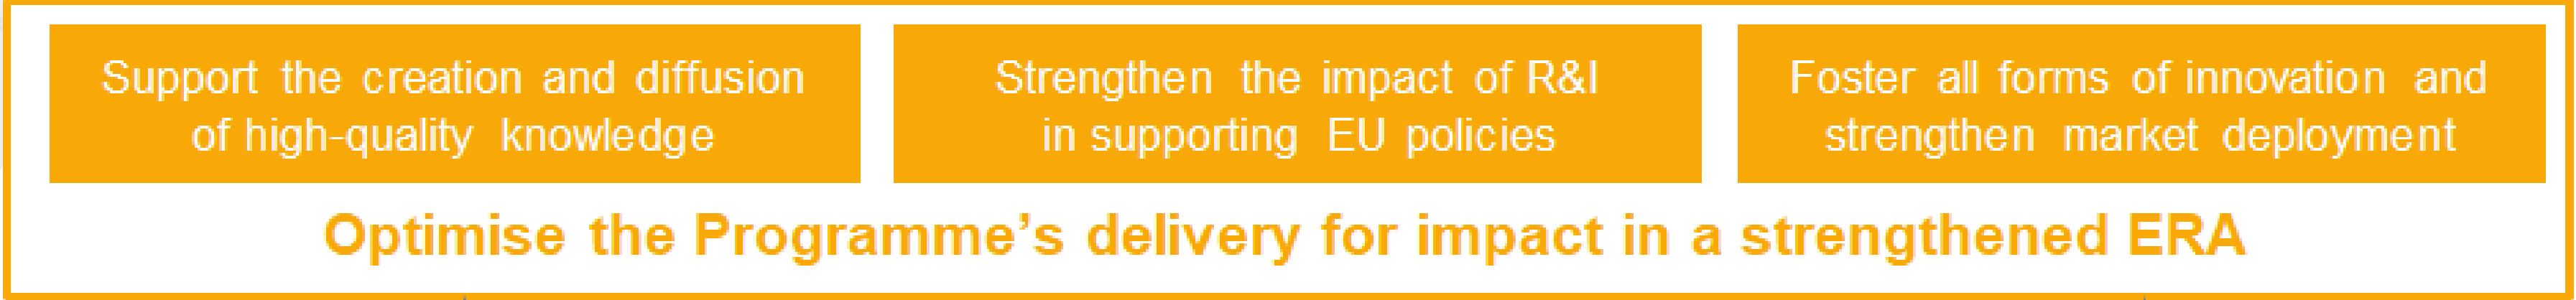 Support the creation and diffusion
of high-quality knowledge
Strengthen the impact of R&I
in supporting EU policies
Foster all forms of innovation and
strengthen market deployment
Optimise the Programme’s delivery for impact in a strengthened ERA